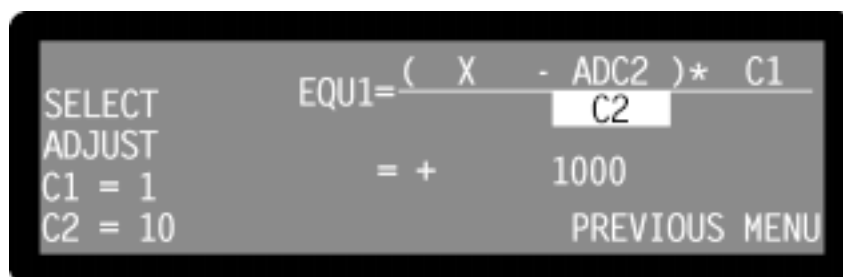 ( X - ADC2 )* C1
EQU1=
SELECT
C2
ADJUST
= + 1000
C1 = 1
C2 = 10
PREVIOUS MENU